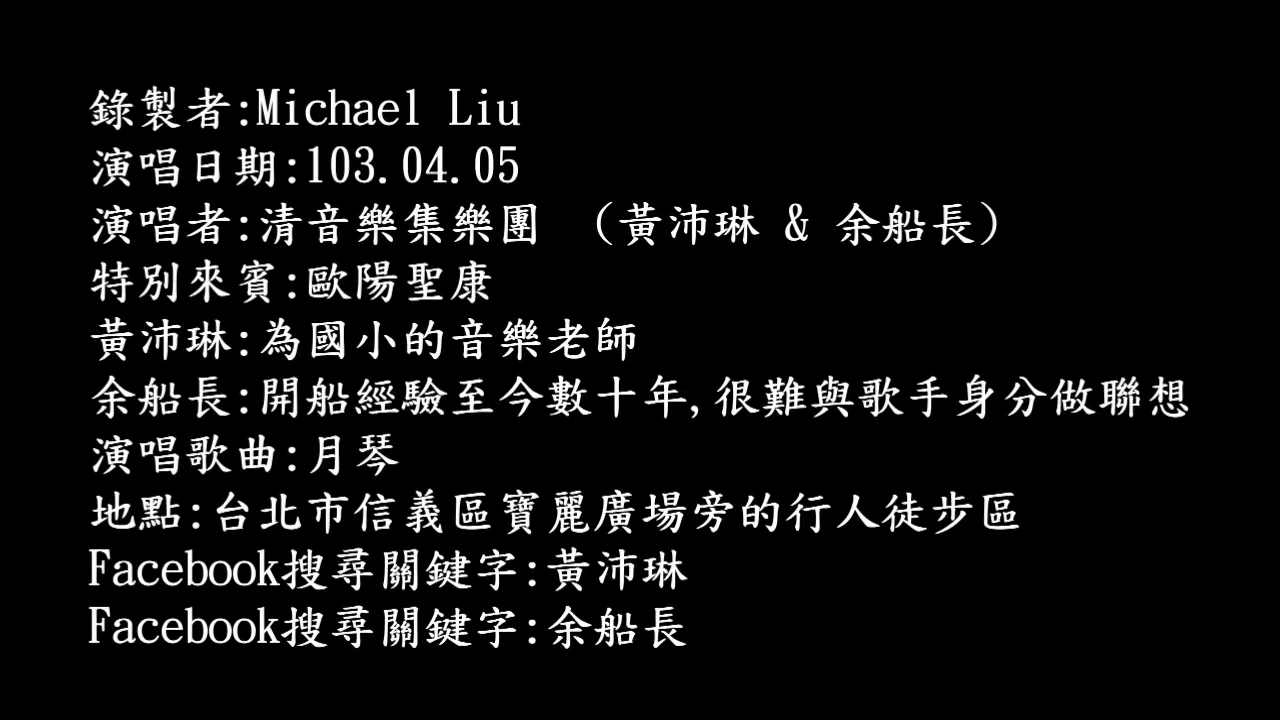 錄製者:Michael Liu
演唱日期:103.04.05
演唱者:清音樂集樂團 (黃沛琳 & 余船長)
特別來賓:歐陽聖康
黃沛琳:為國小的音樂老師
余船長:開船經驗至今數十年,很難與歌手身分做聯想
演唱歌曲:月琴
地點:台北市信義區寶麗廣場旁的行人徒步區
Facebook搜尋關鍵字:黃沛琳
Facebook搜尋關鍵字:余船長